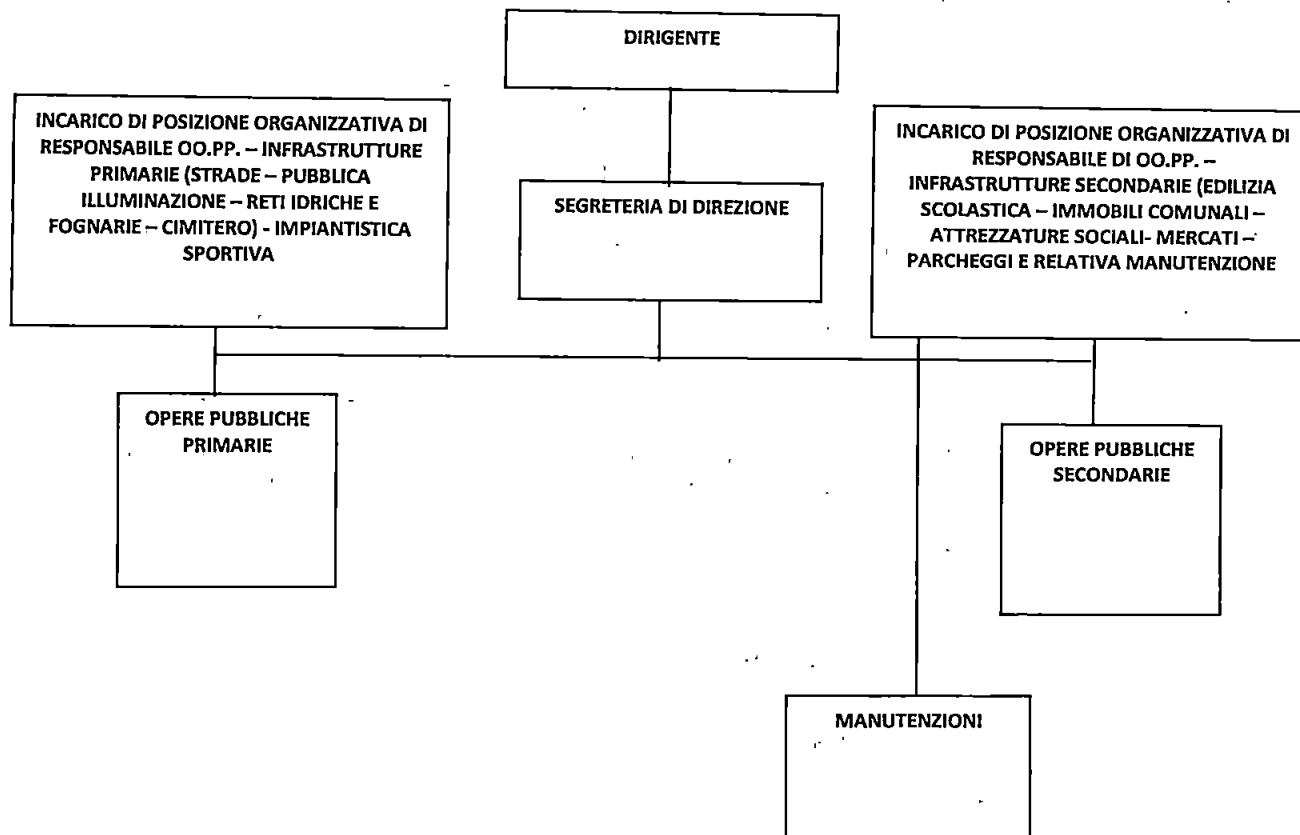 DIRIGENTE
INCARICO DI POSIZIONE ORGANIZZATIVA DI
RESPONSABILE OO.PP. – INFRASTRUTTURE
PRIMARIE (STRADE – PUBBLICA
ILLUMINAZIONE – RETI IDRICHE E
FOGNARIE – CIMITERO) - IMPIANTISTICA
SPORTIVA
SEGRETERIA DI DIREZIONE
INCARICO DI POSIZIONE ORGANIZZATIVA DI
RESPONSABILE DI OO.PP. –
INFRASTRUTTURE SECONDARIE (EDILIZIA
SCOLASTICA – IMMOBILI COMUNALI –
ATTREZZATURE SOCIALI- MERCATI –
PARCHEGGI E RELATIVA MANUTENZIONE
OPERE PUBBLICHE
PRIMARIE
OPERE PUBBLICHE
SECONDARIE
MANUTENZIONI